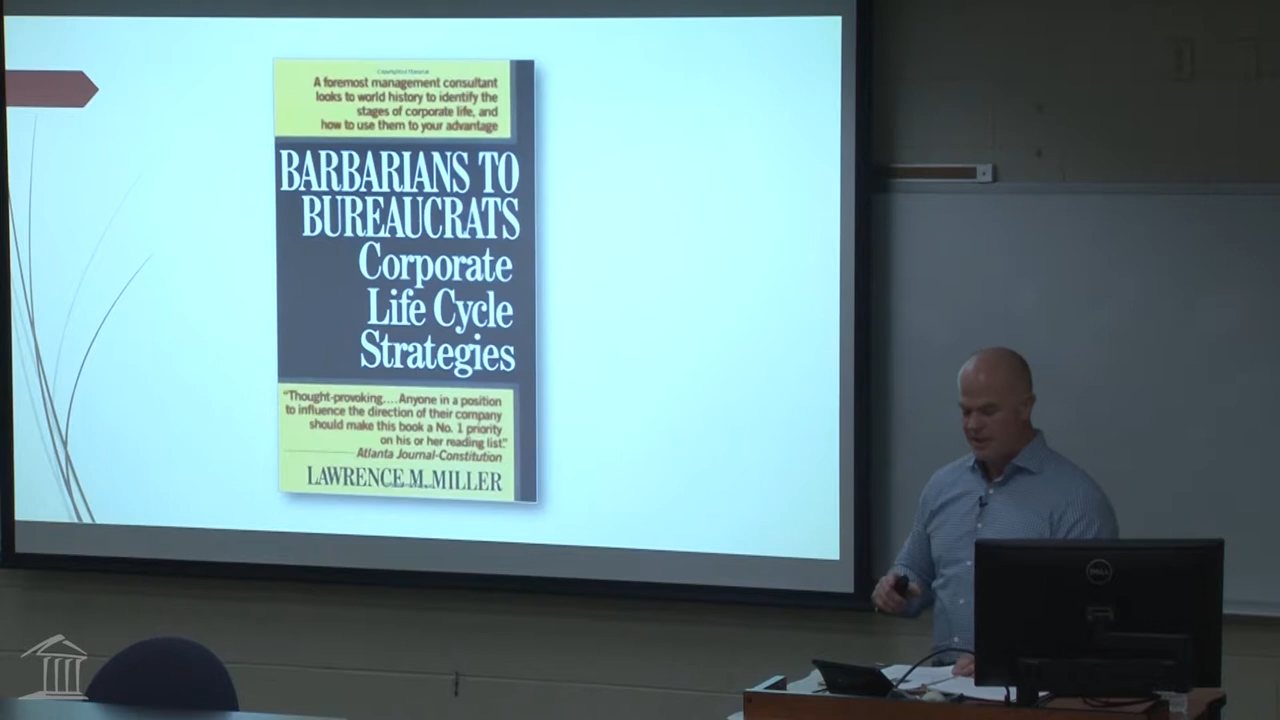 A foremost management consultant
looks to world history to identify the
stages of corporate life, and
how to use them to your advantage
BARBARIANS TO
BUREAUCRATS
Corporate
Life Cycle
Strategies
"Thought-provoking....Anyone in a position
to influence the direction of their company
should make this book a No. 1 priority
on his or her reading list."
Atlanta Journal-Constitution
LAWRENCE M. MILLER
DELL